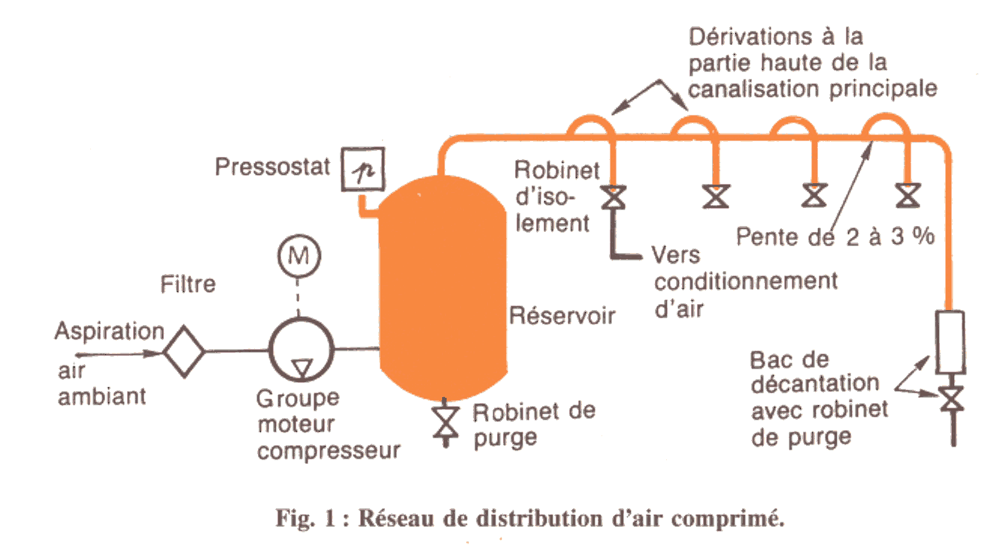 Dérivations à la
partie haute de la
canalisation principale
Pressostat
p
Robinet
d'iso-
lement
Pente de 2 à 3 %
M
Vers
conditionnement
d'air
Filtre
Réservoir
Aspiration
air
ambiant
Groupe
moteur
compresseur
Robinet de
purge
Bac de
décantation
avec robinet
de purge
Fig. 1 : Réseau de distribution d'air comprimé.